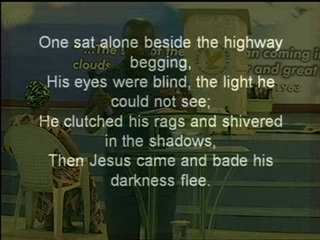 One sat alone beside the highway
begging,
His eyes were blind, the light he
could not see;
He clutched his rags and shivered
in the shadows,
Then Jesus came and bade his
darkness flee.